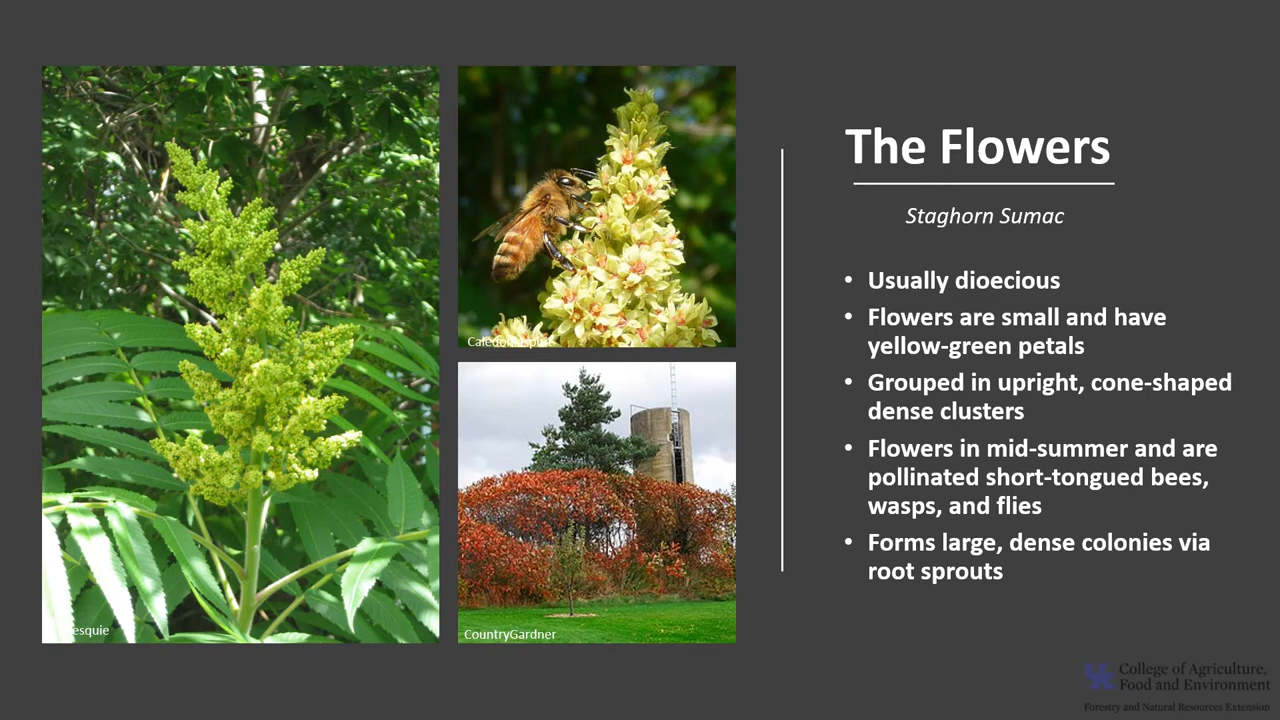 The Flowers
Staghorn Sumac
• Usually dioecious
• Flowers are small and have
yellow-green petals
• Grouped in upright, cone-shaped
dense clusters
• Flowers in mid-summer and are
pollinated short-tongued bees,
wasps, and flies
• Forms large, dense colonies via
root sprouts
CountryGardner
College of Agriculture,
Food and Environment
Forestry and Natural Resources Extension